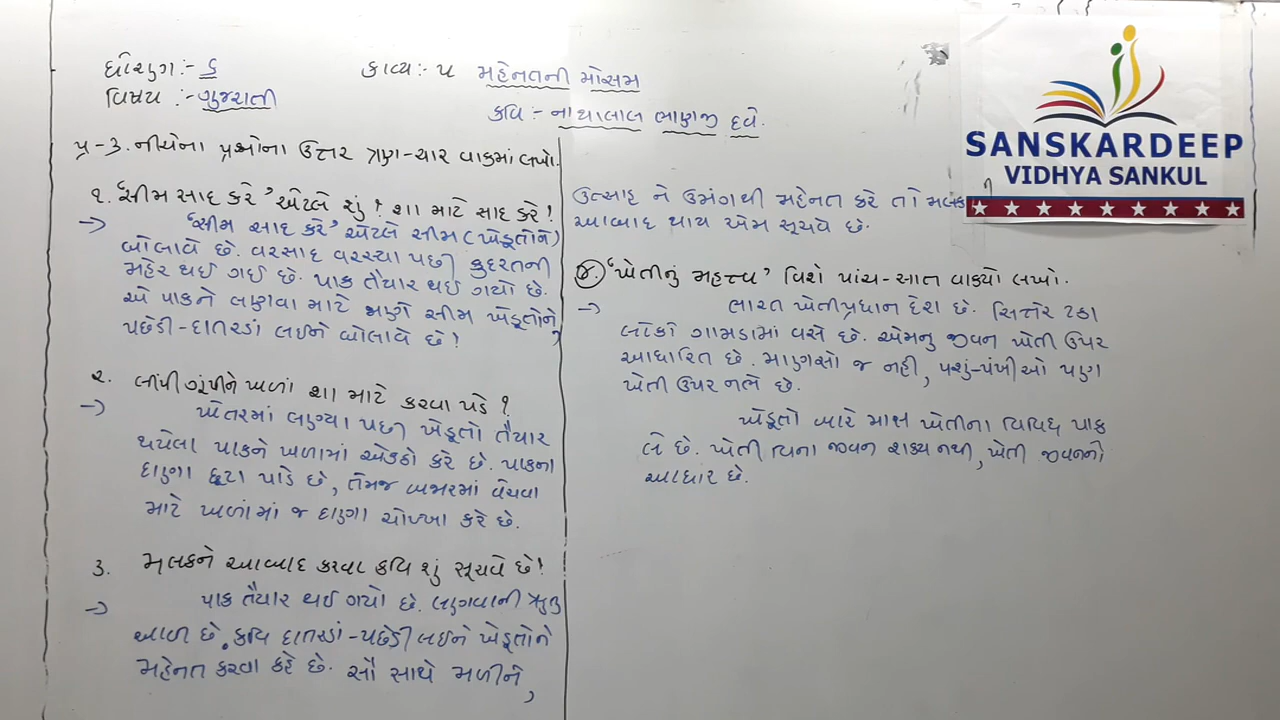 ધોરણ:- ૬
કાવ્ય:- ૫ મહેનતની મોસમ
વિષય :- ગુજરાતી
કવિ:- નાથાલાલ ભાણજી દવે.
પ્ર-૩. નીચેના પ્રશ્નોના ઉત્તર ત્રણ-ચાર વાક્યમાં લખો.
૧. 'સીમ સાદ કરે' એટલે શું? શા માટે સાદ કરે!
→ 'સીમ સાદ કરે' એટલે સીમ (ખેડૂતોને)
બોલાવે છે. વરસાદ વરસ્યા પછી કુદરતની
મહેર થઈ ગઈ છે. પાક તૈયાર થઈ ગયો છે.
એ પાકને લણવા માટે જાણે સીમ ખેડૂતોને,
પછેડી-દાતરડાં લઈને બોલાવે છે!
૨. લીંપી ગૂંપીને ખળાં શા માટે કરવા પડે?
→ ખેતરમાં લણ્યા પછી ખેડૂતો તૈયાર
થયેલા પાકને ખળામાં એકઠો કરે છે. પાકના
દાણા છૂટા પાડે છે, તેમજ બજારમાં વેચવા
માટે ખળાંમાં જ દાણા ચોખ્ખા કરે છે.
૩. મલકને આબાદ કરવા કવિ શું સૂચવે છે!
→ પાક તૈયાર થઈ ગયો છે. લણવાની ઋતુ
આવી છે. કવિ દાતરડાં-પછેડી લઈને ખેડૂતોને
મહેનત કરવા કહે છે. સૌ સાથે મળીને,
ઉત્સાહ ને ઉમંગથી મહેનત કરે તો મલક
આબાદ થાય એમ સૂચવે છે.
૪. 'ખેતીનું મહત્ત્વ' વિશે પાંચ-સાત વાક્યો લખો.
→ ભારત ખેતીપ્રધાન દેશ છે. સિત્તેર ટકા
લોકો ગામડામાં વસે છે. એમનુ જીવન ખેતી ઉપર
આધારિત છે. માણસો જ નહી, પશું-પંખીઓ પણ
ખેતી ઉપર નભે છે.
ખેડૂતો બારે માસ ખેતીના વિવિધ પાક
લે છે. ખેતી વિના જીવન શક્ય નથી, ખેતી જીવનનો
આધાર છે.
SANSKARDEEP
VIDHYA SANKUL